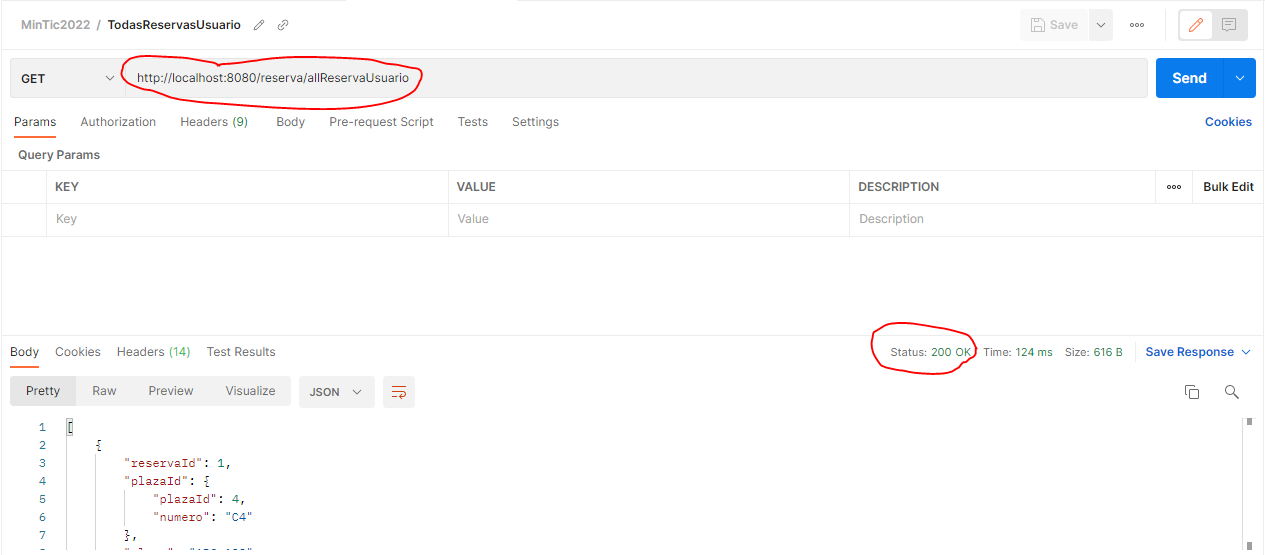 MinTic2022 / TodasReservasUsuario
Save
GET
http://localhost:8080/reserva/allReservaUsuario
Send
Params Authorization Headers (9) Body Pre-request Script Tests Settings Cookies
Query Params
KEY VALUE DESCRIPTION Bulk Edit
Key Value Description
Body Cookies Headers (14) Test Results Status: 200 OK Time: 124 ms Size: 616 B Save Response
Pretty Raw Preview Visualize JSON
1 [
2 {
3 "reservaId": 1,
4 "plazaId": {
5 "plazaId": 4,
6 "numero": "C4"
7 },